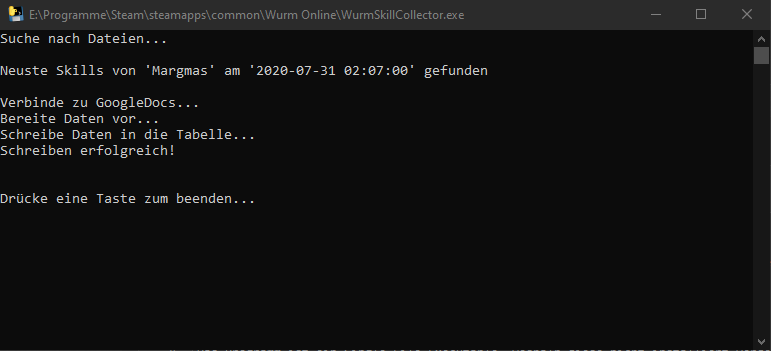 E:\Programme\Steam\steamapps\common\Wurm Online\WurmSkillCollector.exe
Suche nach Dateien...
Neuste Skills von 'Margmas' am '2020-07-31 02:07:00' gefunden
Verbinde zu GoogleDocs...
Bereite Daten vor...
Schreibe Daten in die Tabelle...
Schreiben erfolgreich!
Drücke eine Taste zum beenden...